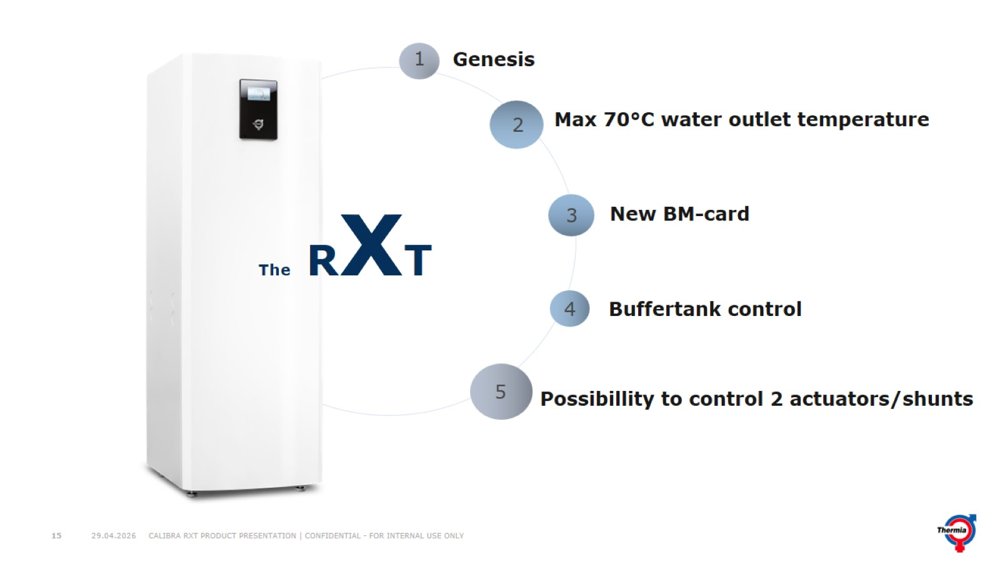 1 Genesis
2 Max 70°C water outlet temperature
3 New BM-card
The RXT
4 Buffertank control
5 Possibillity to control 2 actuators/shunts
15 29.04.2026 CALIBRA RXT PRODUCT PRESENTATION | CONFIDENTIAL - FOR INTERNAL USE ONLY
Thermia